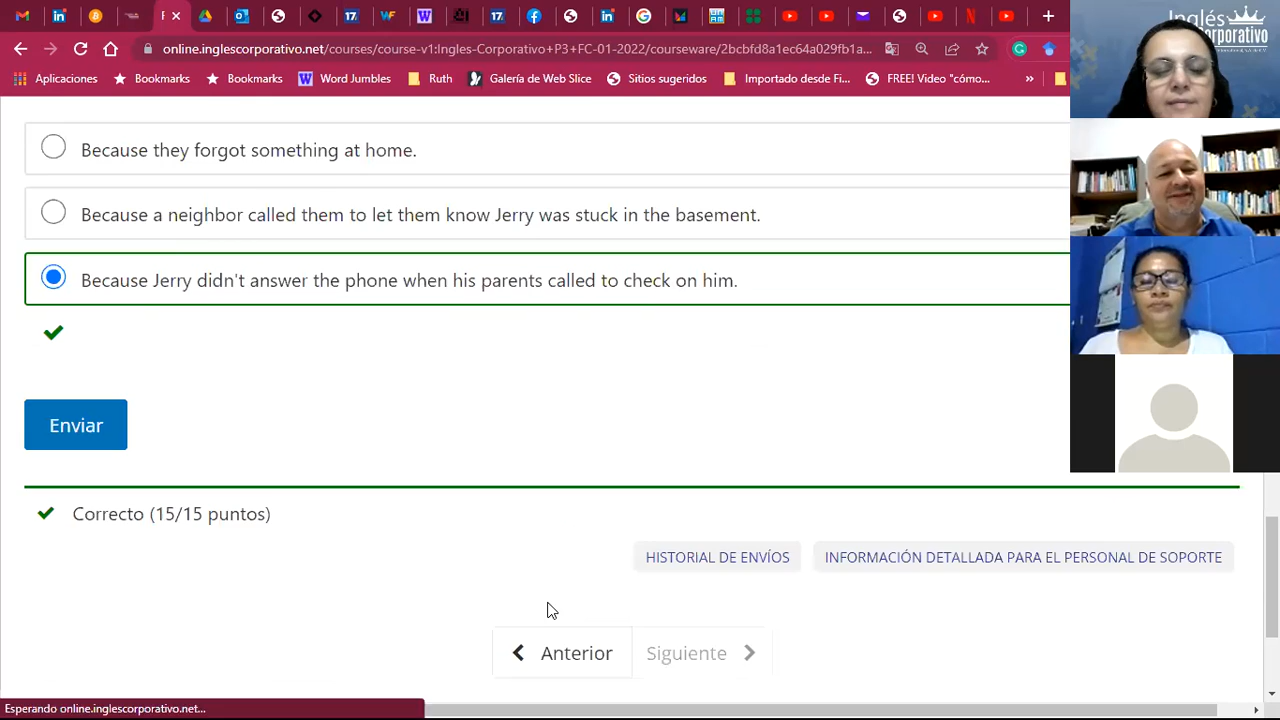 F
online.inglescorporativo.net/courses/course-v1:Ingles-Corporativo+P3+FC-01-2022/courseware/2bcbfd8a1ec64a029fb1a...
Aplicaciones
Bookmarks
Bookmarks
Word Jumbles
Ruth
Galería de Web Slice
Sitios sugeridos
Importado desde Fi...
FREE! Video "cómo...
»
Inglés
Corporativo
Because they forgot something at home.
Because a neighbor called them to let them know Jerry was stuck in the basement.
Because Jerry didn't answer the phone when his parents called to check on him.
Enviar
Correcto (15/15 puntos)
HISTORIAL DE ENVÍOS
INFORMACIÓN DETALLADA PARA EL PERSONAL DE SOPORTE
Anterior
Siguiente
Esperando online.inglescorporativo.net...